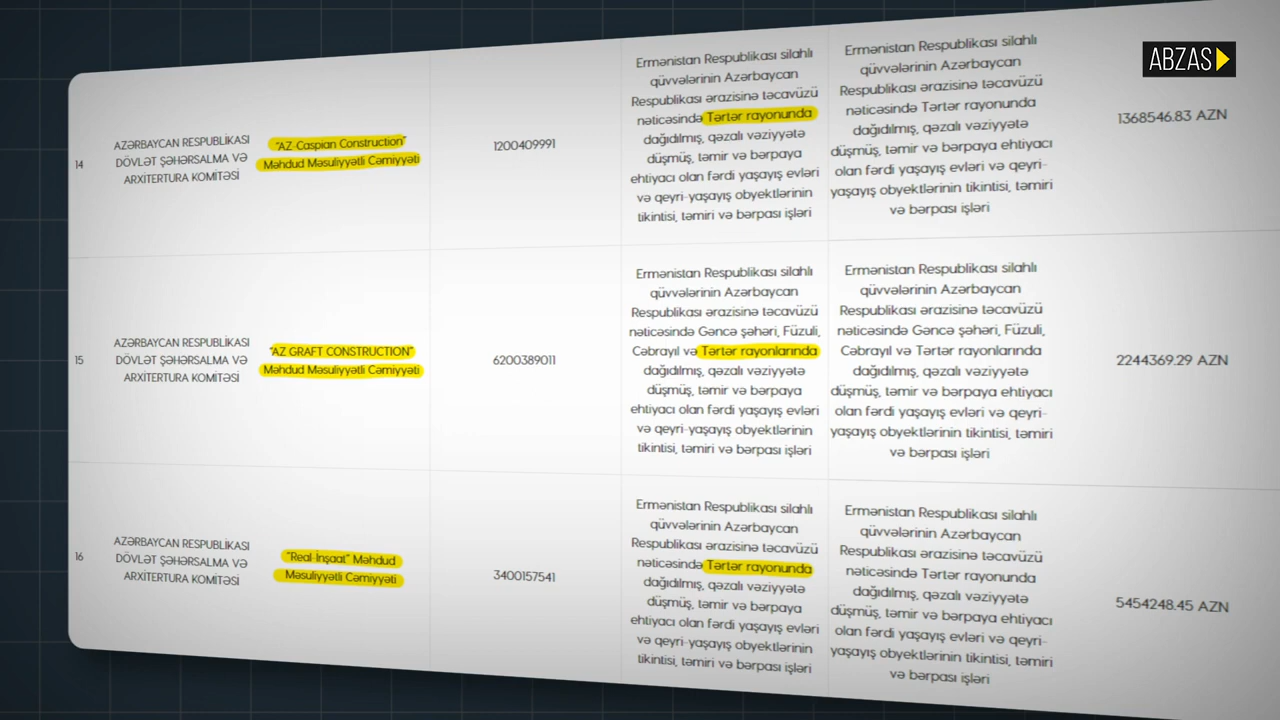 ABZAS
14
AZƏRBAYCAN RESPUBLİKASI
DÖVLƏT ŞƏHƏRSALMA VƏ
ARXİTERTURA KOMİTƏSİ
"AZ-Caspian Construction"
Məhdud Məsuliyyətli Cəmiyyəti
1200409991
Ermənistan Respublikası silahlı
qüvvələrinin Azərbaycan
Respublikası ərazisinə təcavüzü
nəticəsində Tərtər rayonunda
dağıdılmış, qəzalı vəziyyətə
düşmüş, təmir və bərpaya
ehtiyacı olan fərdi yaşayış evləri
və qeyri-yaşayış obyektlərinin
tikintisi, təmiri və bərpası işləri
Ermənistan Respublikası silahlı
qüvvələrinin Azərbaycan
Respublikası ərazisinə təcavüzü
nəticəsində Tərtər rayonunda
dağıdılmış, qəzalı vəziyyətə
düşmüş, təmir və bərpaya ehtiyacı
olan fərdi yaşayış evləri və qeyri-
yaşayış obyektlərinin tikintisi, təmiri
və bərpası işləri
1368546.83 AZN
15
AZƏRBAYCAN RESPUBLİKASI
DÖVLƏT ŞƏHƏRSALMA VƏ
ARXİTERTURA KOMİTƏSİ
"AZ GRAFT CONSTRUCTION"
Məhdud Məsuliyyətli Cəmiyyəti
6200389011
Ermənistan Respublikası silahlı
qüvvələrinin Azərbaycan
Respublikası ərazisinə təcavüzü
nəticəsində Gəncə şəhəri, Füzuli,
Cəbrayıl və Tərtər rayonlarında
dağıdılmış, qəzalı vəziyyətə
düşmüş, təmir və bərpaya
ehtiyacı olan fərdi yaşayış evləri
və qeyri-yaşayış obyektlərinin
tikintisi, təmiri və bərpası işləri
Ermənistan Respublikası silahlı
qüvvələrinin Azərbaycan
Respublikası ərazisinə təcavüzü
nəticəsində Gəncə şəhəri, Füzuli,
Cəbrayıl və Tərtər rayonlarında
dağıdılmış, qəzalı vəziyyətə
düşmüş, təmir və bərpaya ehtiyacı
olan fərdi yaşayış evləri və qeyri-
yaşayış obyektlərinin tikintisi, təmiri
və bərpası işləri
2244369.29 AZN
16
AZƏRBAYCAN RESPUBLİKASI
DÖVLƏT ŞƏHƏRSALMA VƏ
ARXİTERTURA KOMİTƏSİ
"Real-İnşaat" Məhdud
Məsuliyyətli Cəmiyyəti
3400157541
Ermənistan Respublikası silahlı
qüvvələrinin Azərbaycan
Respublikası ərazisinə təcavüzü
nəticəsində Tərtər rayonunda
dağıdılmış, qəzalı vəziyyətə
düşmüş, təmir və bərpaya
ehtiyacı olan fərdi yaşayış evləri
və qeyri-yaşayış obyektlərinin
tikintisi, təmiri və bərpası işləri
Ermənistan Respublikası silahlı
qüvvələrinin Azərbaycan
Respublikası ərazisinə təcavüzü
nəticəsində Tərtər rayonunda
dağıdılmış, qəzalı vəziyyətə
düşmüş, təmir və bərpaya ehtiyacı
olan fərdi yaşayış evləri və qeyri-
yaşayış obyektlərinin tikintisi, təmiri
və bərpası işləri
5454248.45 AZN